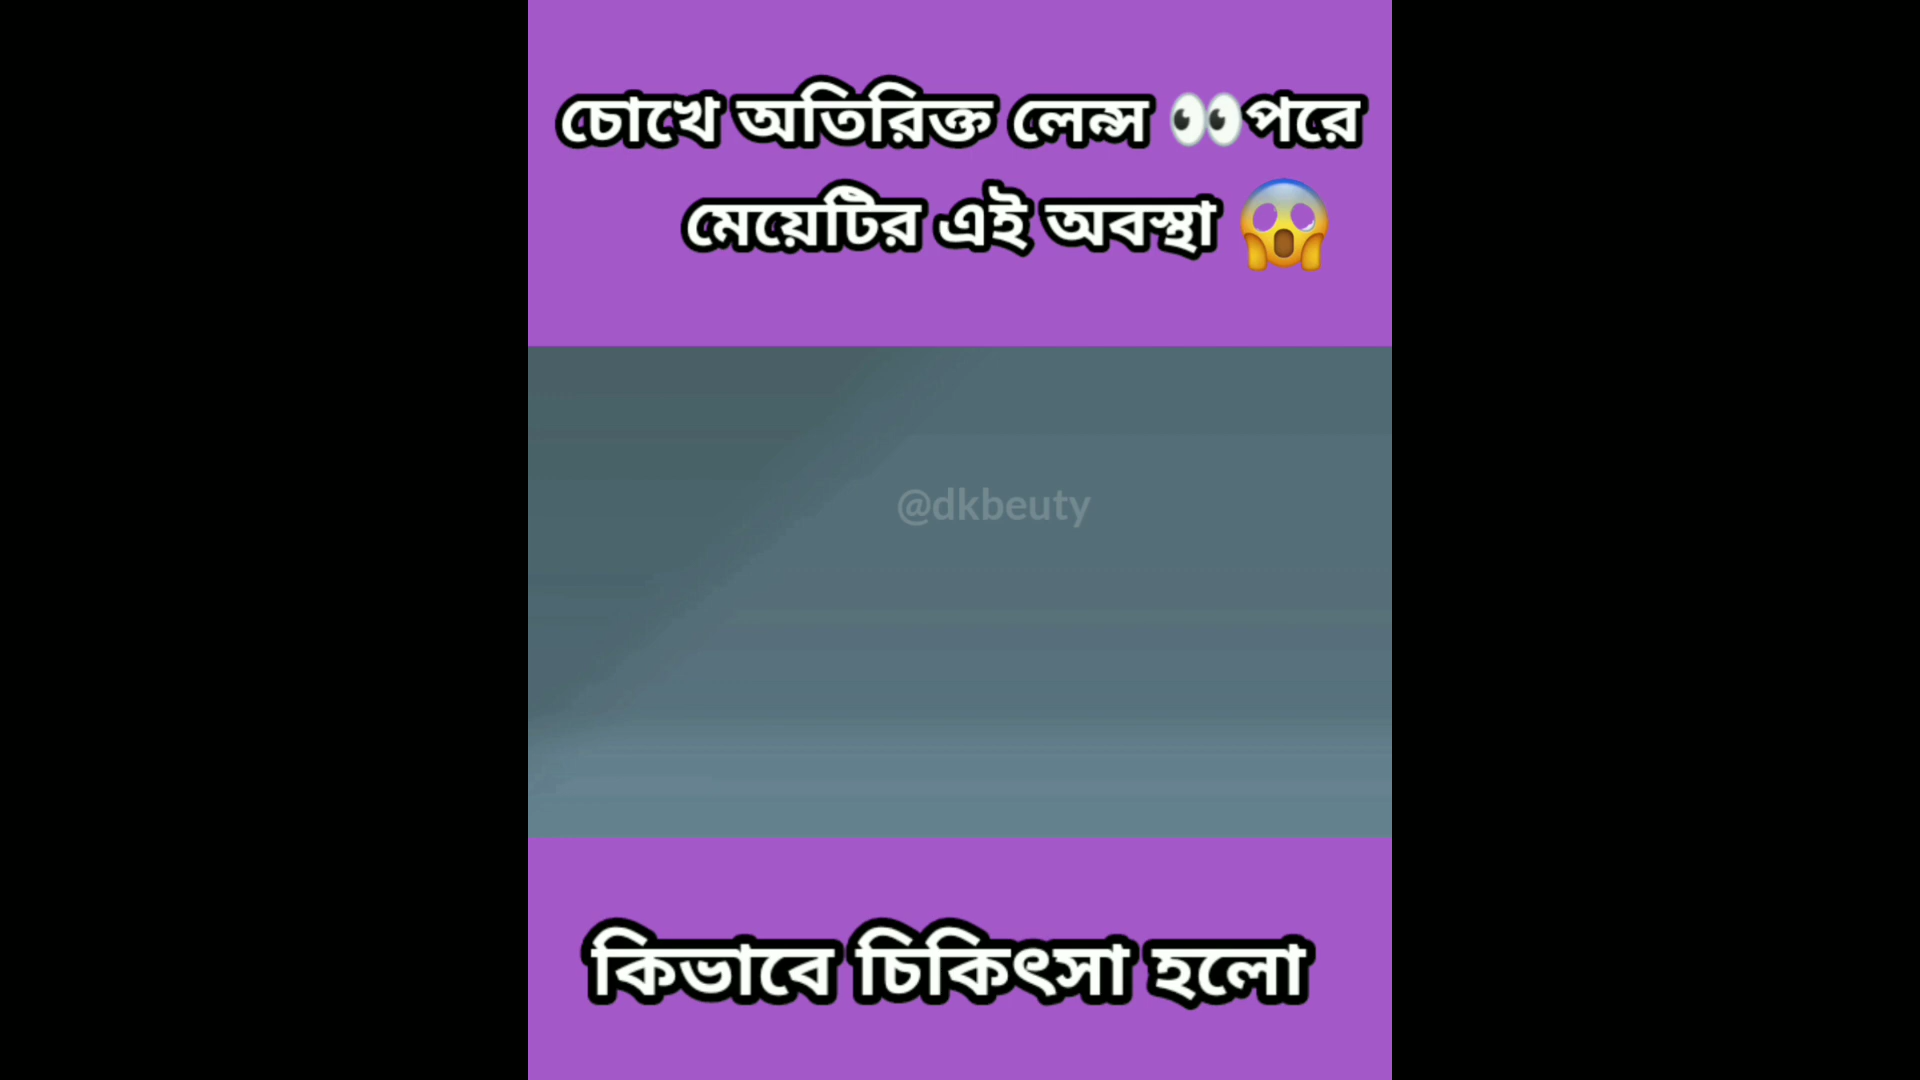 চোখে অতিরিক্ত লেন্স 👀পরে
মেয়েটির এই অবস্থা 😱
@dkbeuty
কিভাবে চিকিৎসা হলো